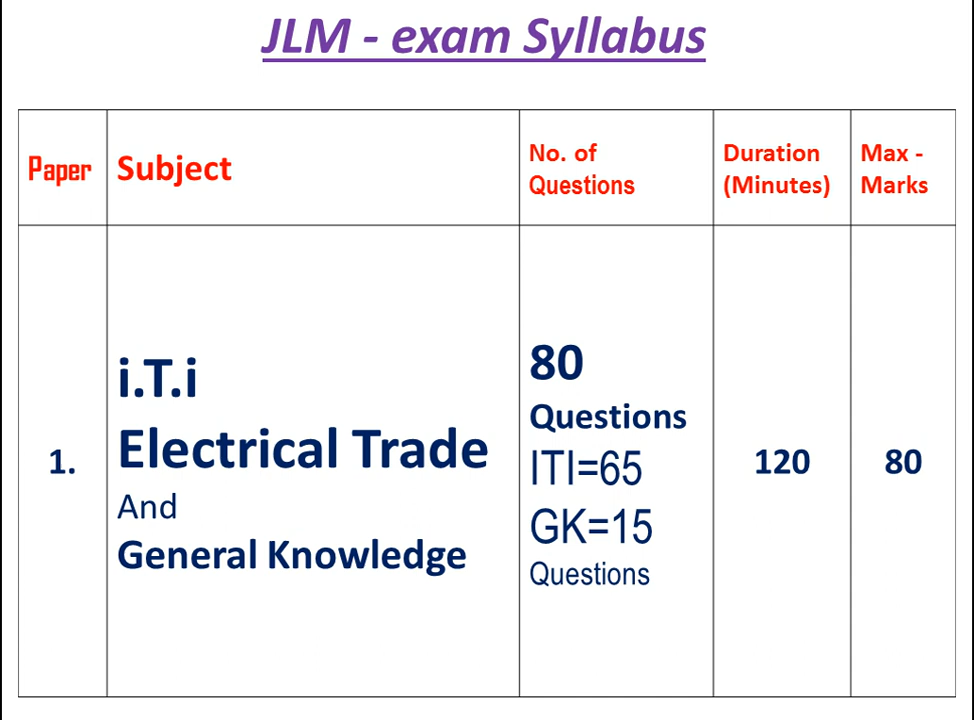 JLM - exam Syllabus
Paper
Subject
No. of
Questions
Duration
(Minutes)
Max -
Marks
1.
i.T.i
Electrical Trade
And
General Knowledge
80
Questions
ITI=65
GK=15
Questions
120
80